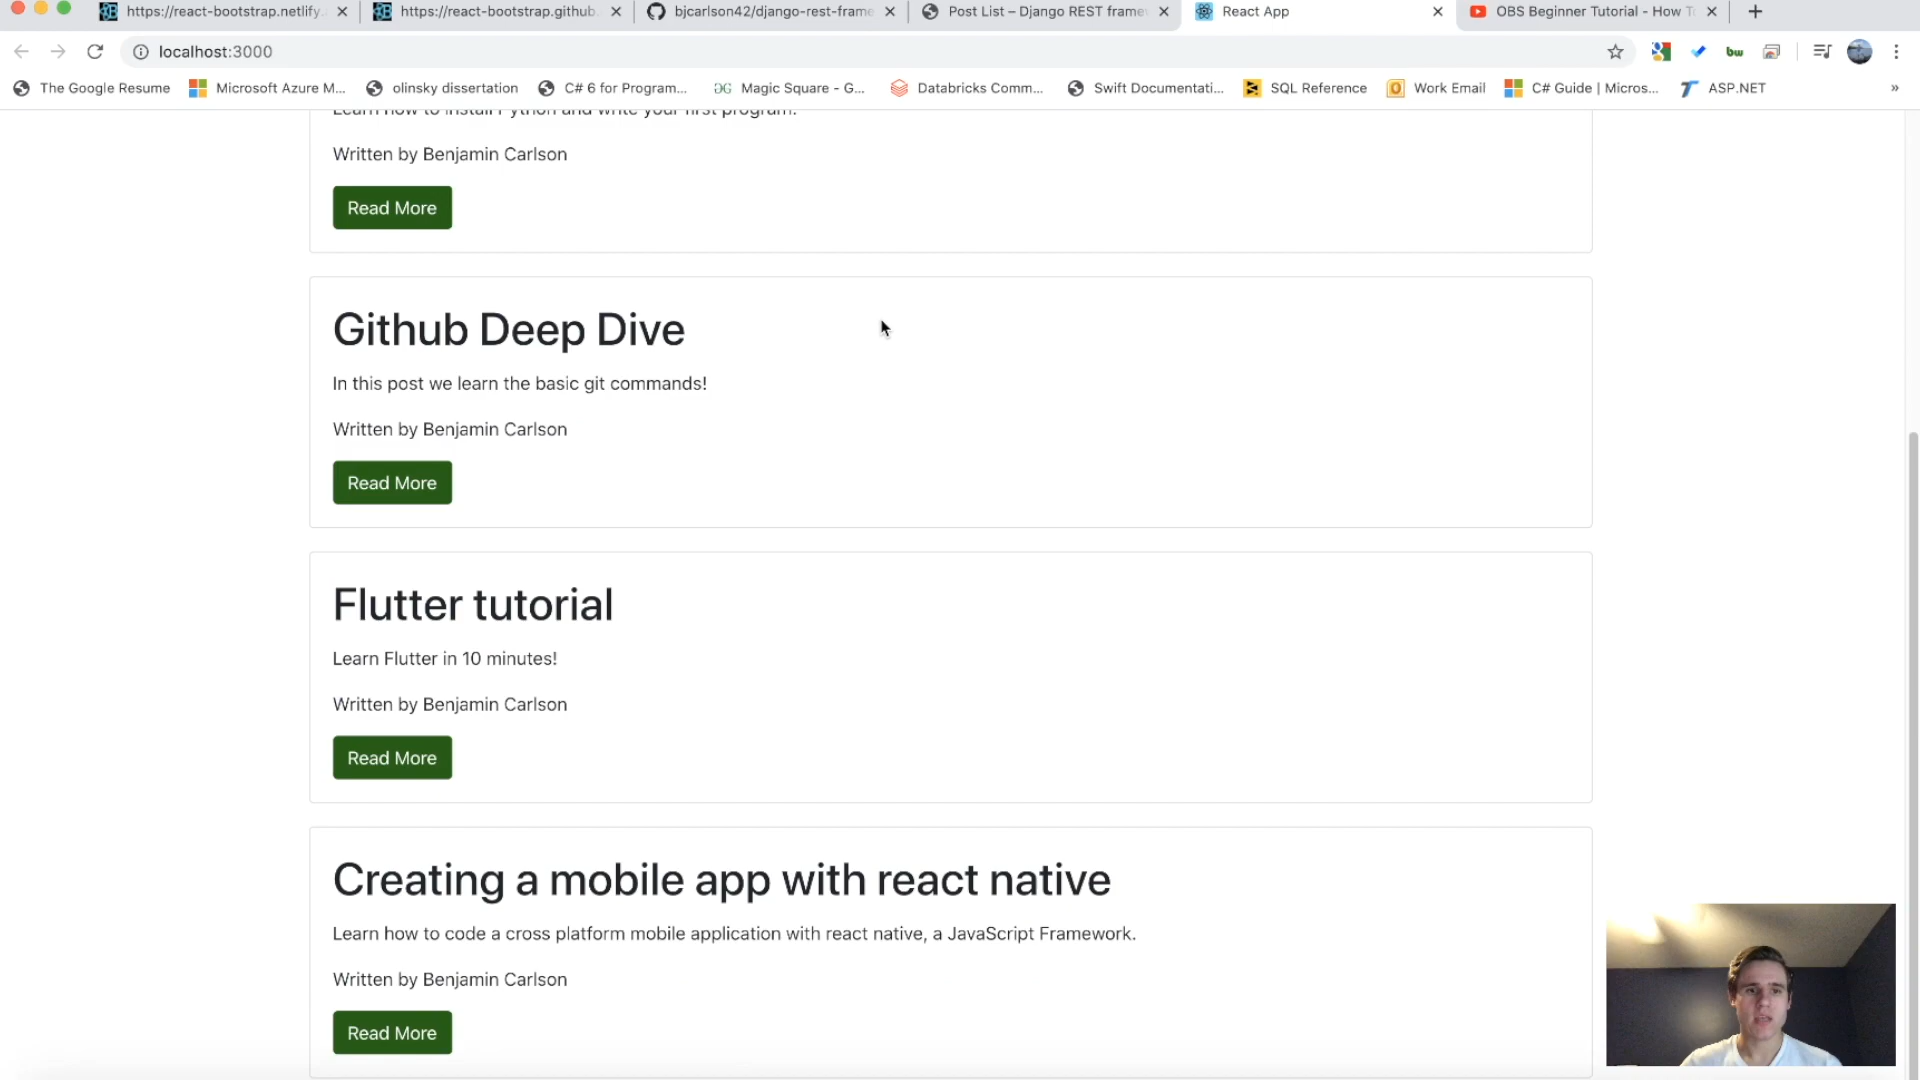 https://react-bootstrap.netlify.
https://react-bootstrap.github.
bjcarlson42/django-rest-frame
Post List – Django REST framew
React App
OBS Beginner Tutorial - How T
localhost:3000
The Google Resume
Microsoft Azure M...
olinsky dissertation
C# 6 for Program...
Magic Square - G...
Databricks Comm...
Swift Documentati...
SQL Reference
Work Email
C# Guide | Micros...
ASP.NET
»
bw
Learn how to install Python and write your first program!
Written by Benjamin Carlson
Read More
Github Deep Dive
In this post we learn the basic git commands!
Written by Benjamin Carlson
Read More
Flutter tutorial
Learn Flutter in 10 minutes!
Written by Benjamin Carlson
Read More
Creating a mobile app with react native
Learn how to code a cross platform mobile application with react native, a JavaScript Framework.
Written by Benjamin Carlson
Read More